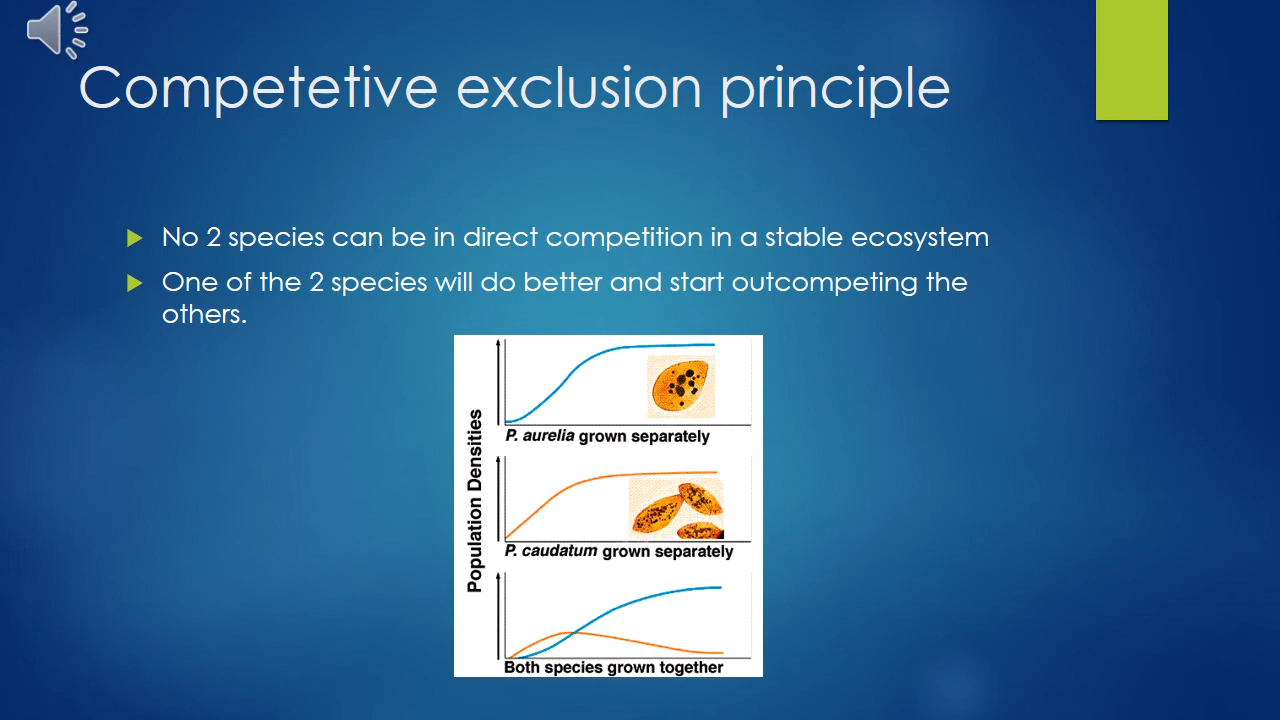 Competetive exclusion principle
No 2 species can be in direct competition in a stable ecosystem
One of the 2 species will do better and start outcompeting the
others.
Population Densities
P. aurelia grown separately
P. caudatum grown separately
Both species grown together